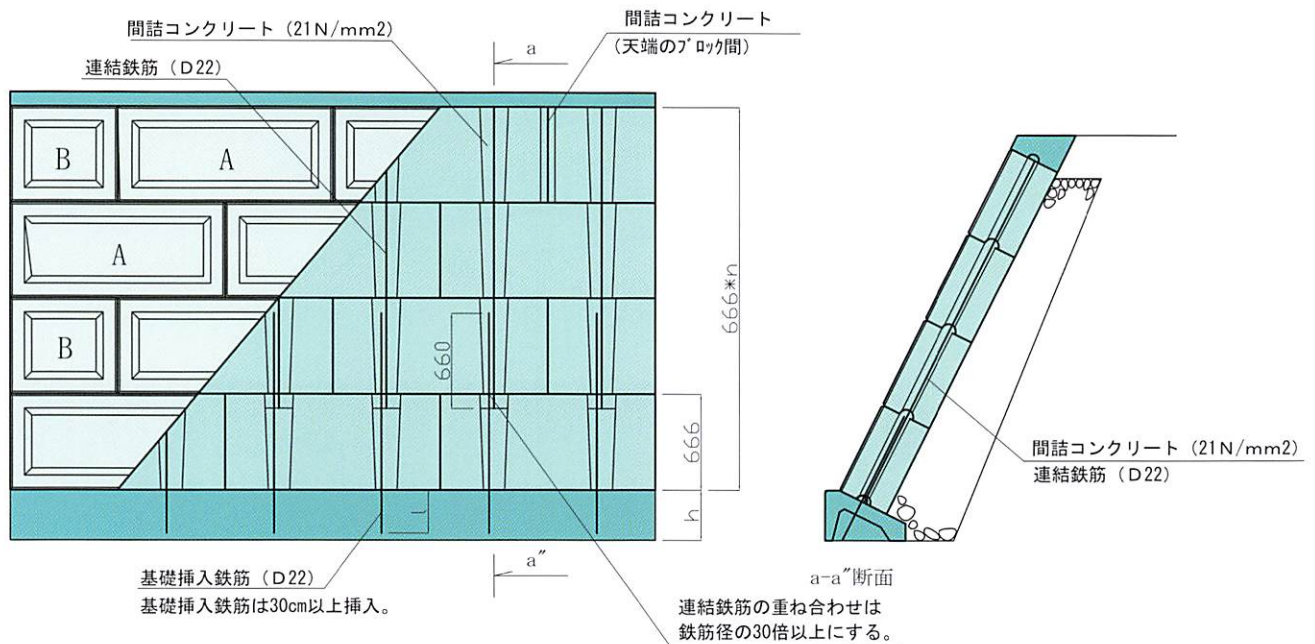 間詰コンクリート（21N/mm2）
連結鉄筋（D22）
間詰コンクリート
（天端のﾌﾞﾛｯｸ間）
a
B
A
A
B
660
666*n
666
h
L
a"
基礎挿入鉄筋（D22）
基礎挿入鉄筋は30cm以上挿入。
連結鉄筋の重ね合わせは
鉄筋径の30倍以上にする。
間詰コンクリート（21N/mm2）
連結鉄筋（D22）
a-a"断面